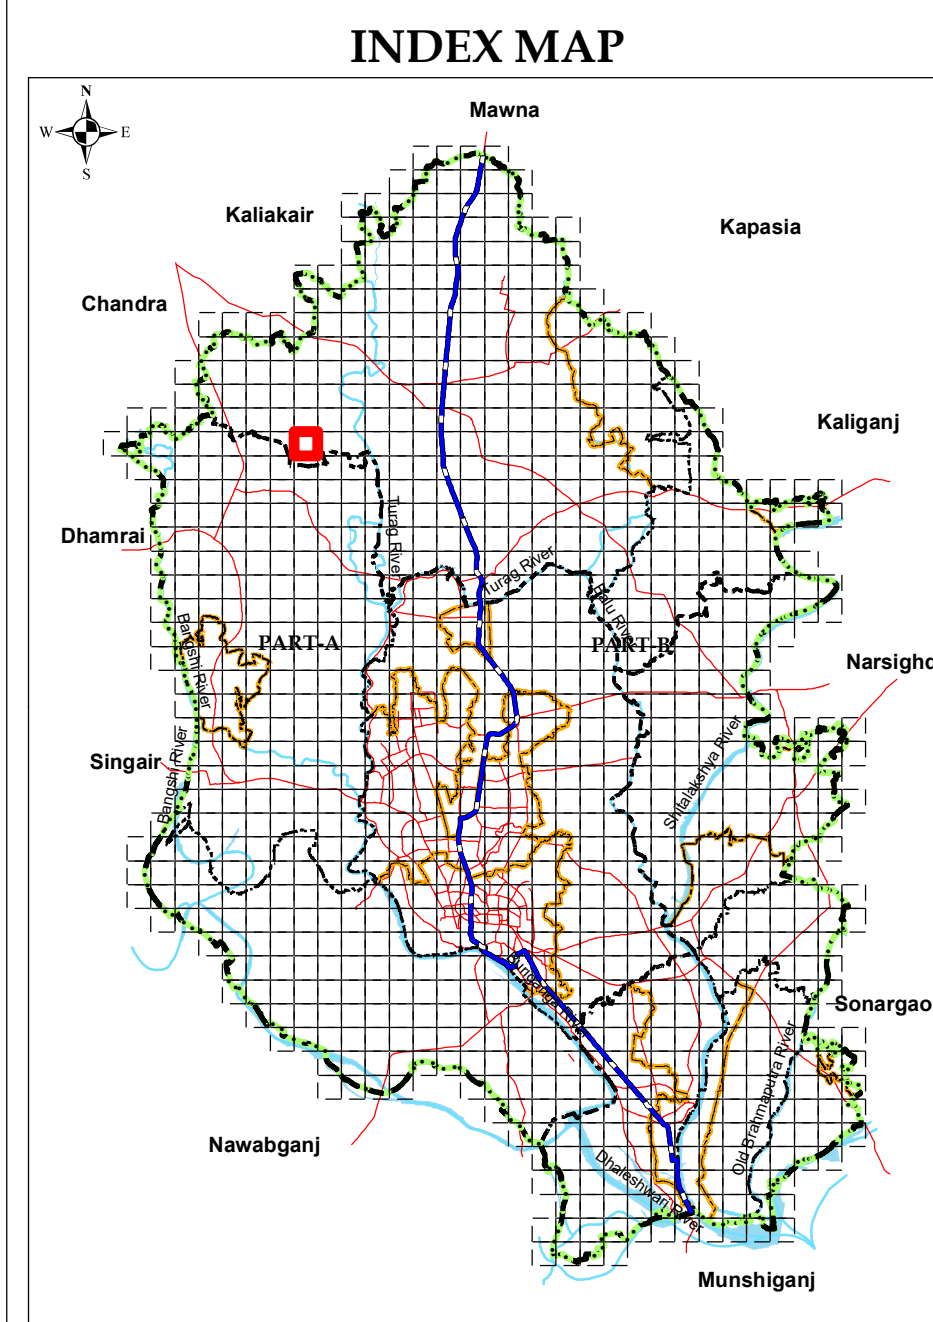 INDEX MAP
N
W E
S
Mawna
Kaliakair
Kapasia
Chandra
Kaliganj
Dhamrai
Turag River
Turag River
Balu River
Bangshi River
PART-A
PART-B
Narsighd
Singair
Bangshi River
Shitalakshya River
Buriganga River
Sonargao
Old Brahmaputra River
Nawabganj
Dhaleshwari River
Munshiganj